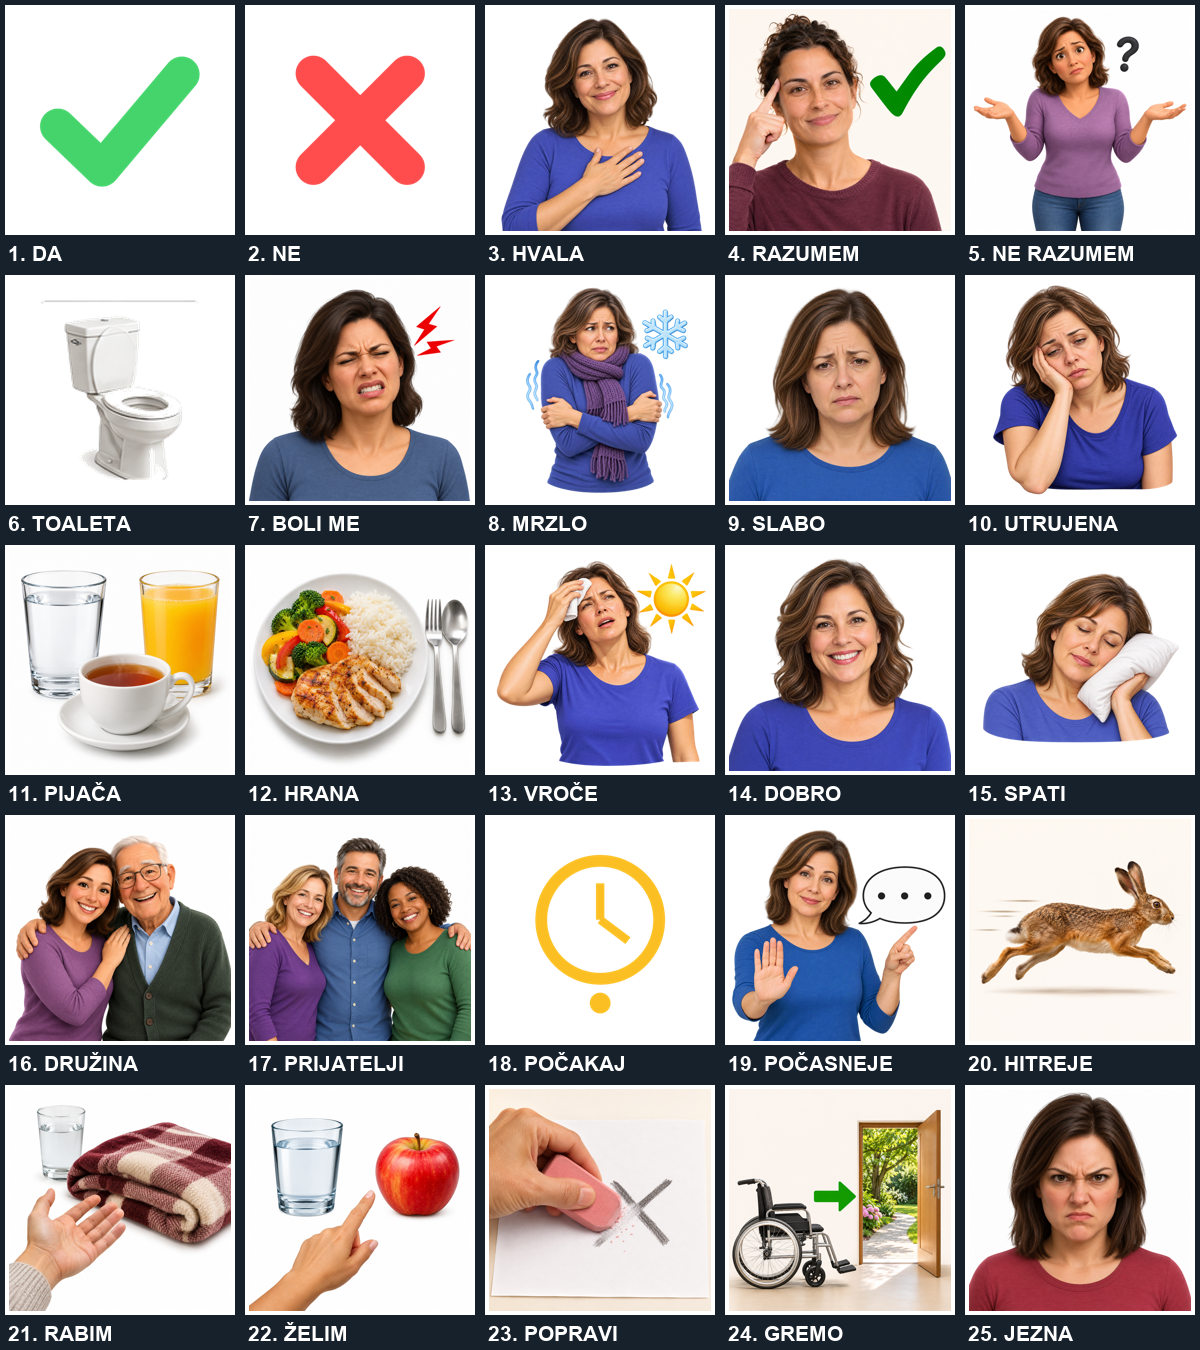 1. DA
2. NE
3. HVALA
4. RAZUMEM
5. NE RAZUMEM
?
6. TOALETA
7. BOLI ME
8. MRZLO
9. SLABO
10. UTRUJENA
11. PIJAČA
12. HRANA
13. VROČE
14. DOBRO
15. SPATI
16. DRUŽINA
17. PRIJATELJI
18. POČAKAJ
19. POČASNEJE
20. HITREJE
21. RABIM
22. ŽELIM
23. POPRAVI
24. GREMO
25. JEZNA